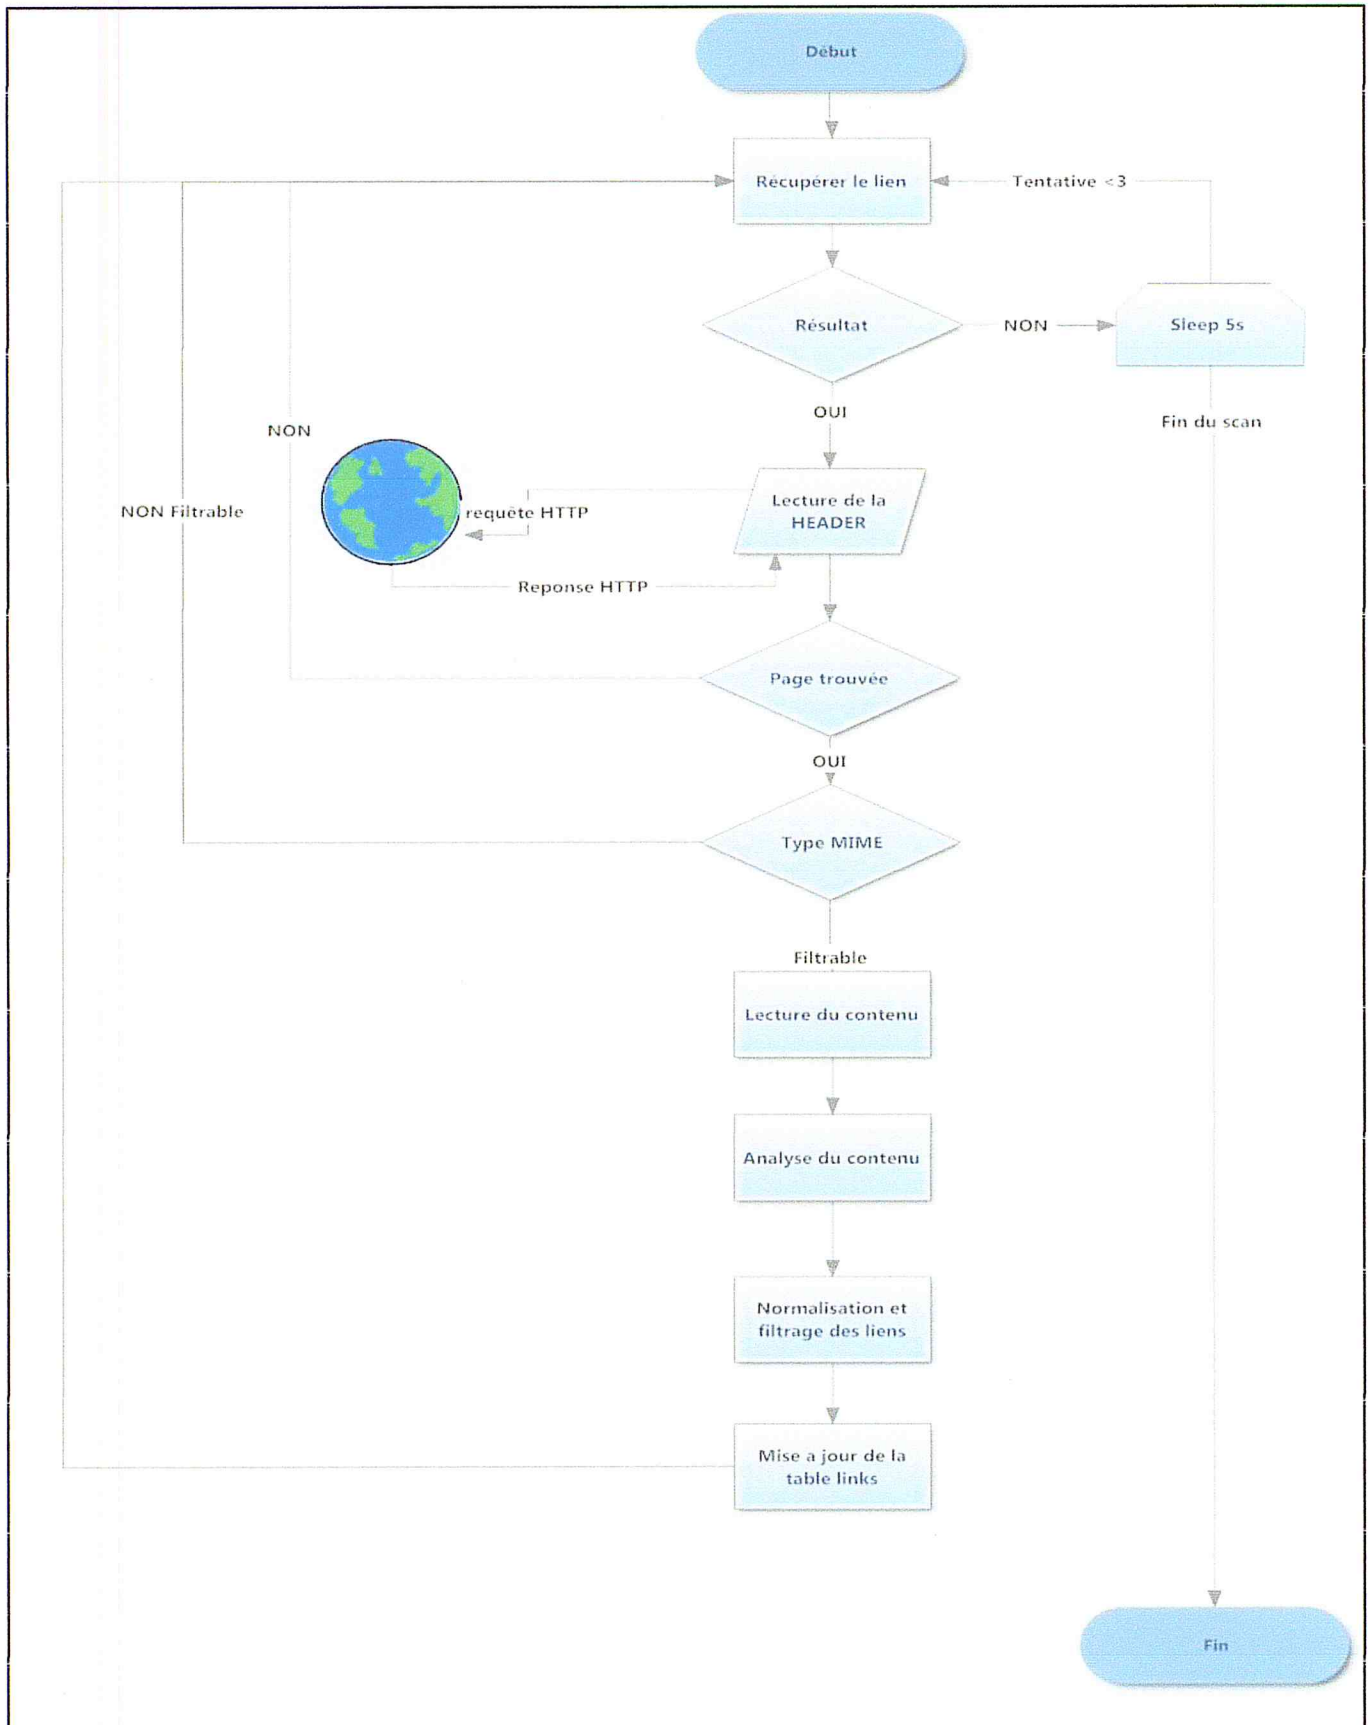 Début
Récupérer le lien
Tentative <3
Résultat
NON
Sleep 5s
OUI
Fin du scan
NON
Lecture de la
HEADER
NON Filtrable
requête HTTP
Reponse HTTP
Page trouvée
OUI
Type MIME
Filtrable
Lecture du contenu
Analyse du contenu
Normalisation et
filtrage des liens
Mise a jour de la
table links
Fin